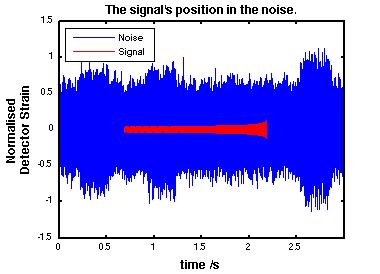 The signal's position in the noise.
1.5
Noise
Signal
1
0.5
0
-0.5
-1
-1.5
Normalised
Detector Strain
0 0.5 1 1.5 2 2.5
time /s